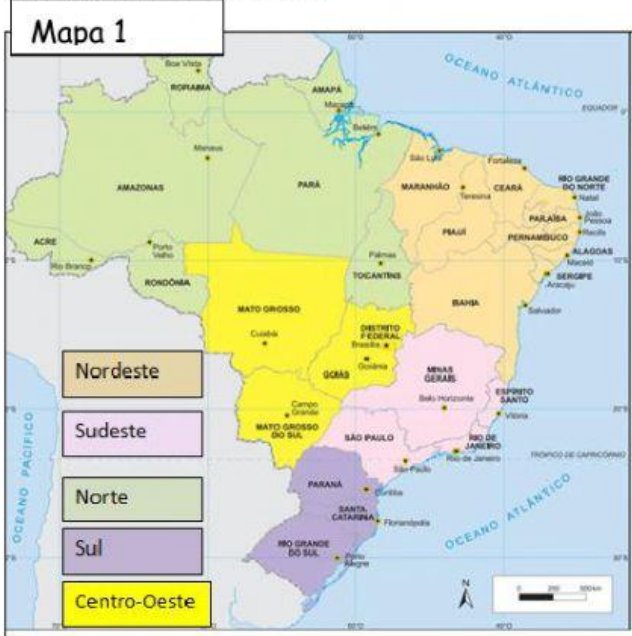 Mapa 1
OCEANO ATLÂNTICO
EQUADOR
Boa Vista
RORAIMA
AMAPÁ
Macapá
Belém
São Luís
Fortaleza
Manaus
AMAZONAS
PARÁ
MARANHÃO
Teresina
CEARÁ
RIO GRANDE
DO NORTE
Natal
PARAÍBA
João
Pessoa
Recife
PIAUÍ
PERNAMBUCO
ALAGOAS
Maceió
SERGIPE
Aracaju
ACRE
Rio Branco
Porto
Velho
RONDÔNIA
Palmas
TOCANTINS
BAHIA
Salvador
MATO GROSSO
Cuiabá
DISTRITO
FEDERAL
Brasília
Goiânia
GOIÁS
MINAS
GERAIS
Belo Horizonte
ESPÍRITO
SANTO
Vitória
Campo
Grande
MATO GROSSO
DO SUL
SÃO PAULO
São Paulo
RIO DE
JANEIRO
Rio de Janeiro
TRÓPICO DE CAPRICÓRNIO
PARANÁ
Curitiba
SANTA
CATARINA
Florianópolis
RIO GRANDE
DO SUL
Porto
Alegre
OCEANO PACÍFICO
OCEANO ATLÂNTICO
Nordeste
Sudeste
Norte
Sul
Centro-Oeste
N